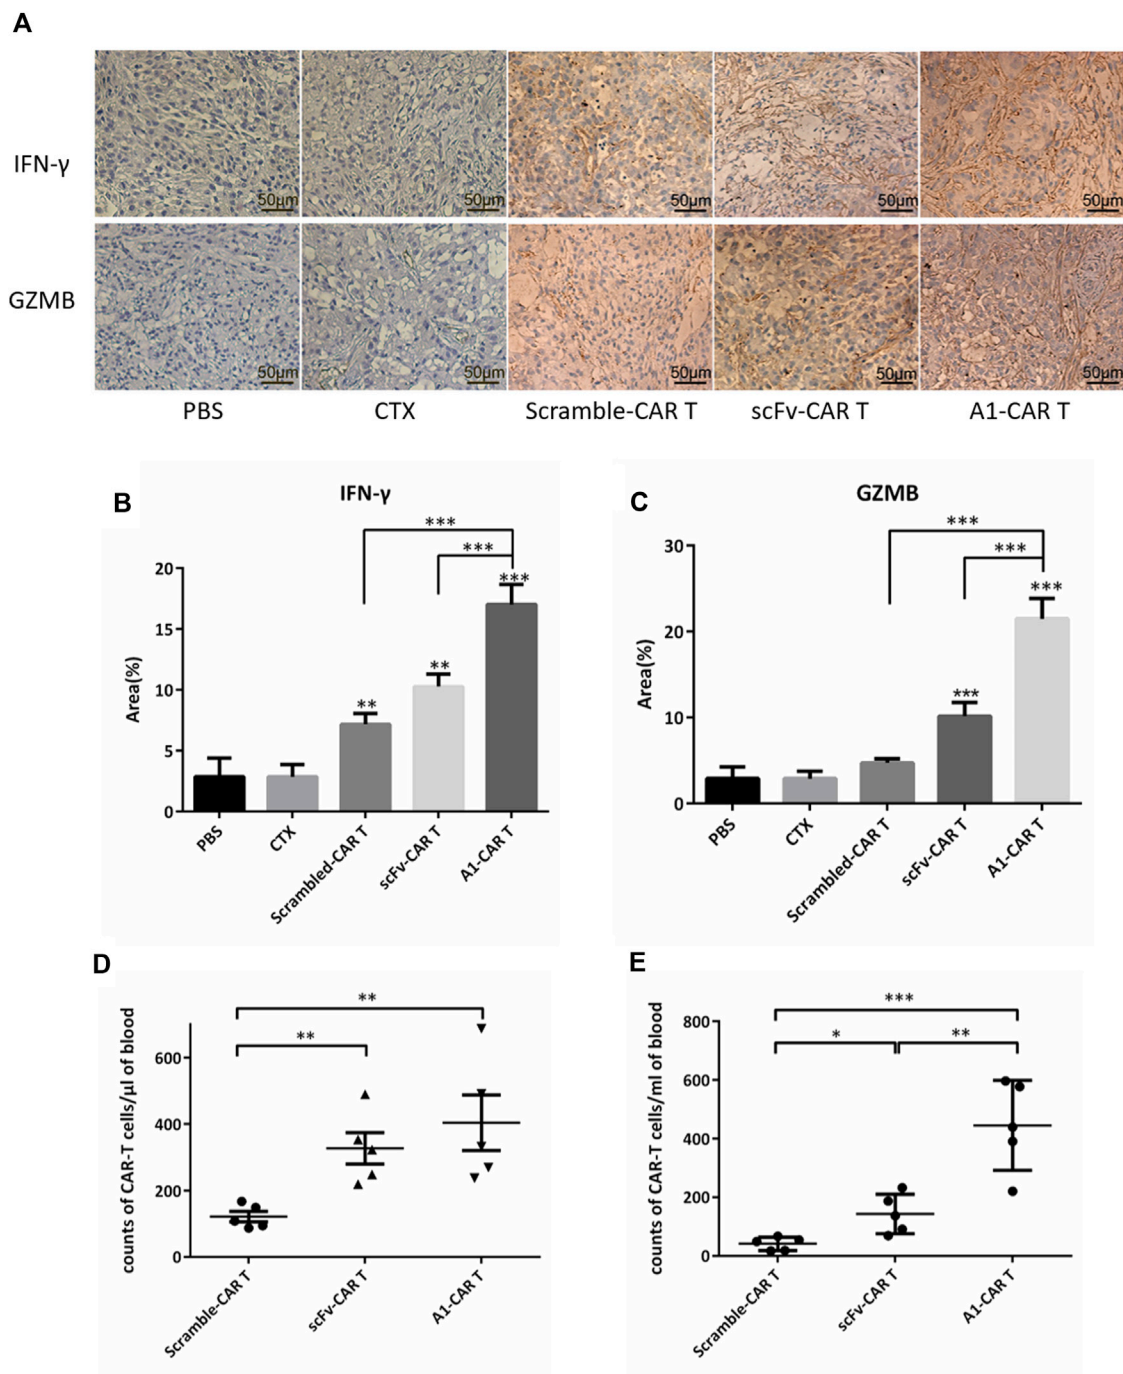 A
IFN-γ
50μm 50μm 50μm 50μm 50μm
GZMB
50μm 50μm 50μm 50μm 50μm
PBS CTX Scramble-CAR T scFv-CAR T A1-CAR T
B
IFN-γ
***
***
***
**
**
Area(%)
20
15
10
5
0
PBS
CTX
Scrambled-CAR T
scFv-CAR T
A1-CAR T
C
GZMB
***
***
***
***
Area(%)
30
20
10
0
PBS
CTX
Scrambled-CAR T
scFv-CAR T
A1-CAR T
D
**
**
counts of CAR-T cells/μl of blood
600
400
200
0
Scramble-CAR T
scFv-CAR T
A1-CAR T
E
***
*
**
counts of CAR-T cells/ml of blood
800
600
400
200
0
Scramble-CAR T
scFv-CAR T
A1-CAR T